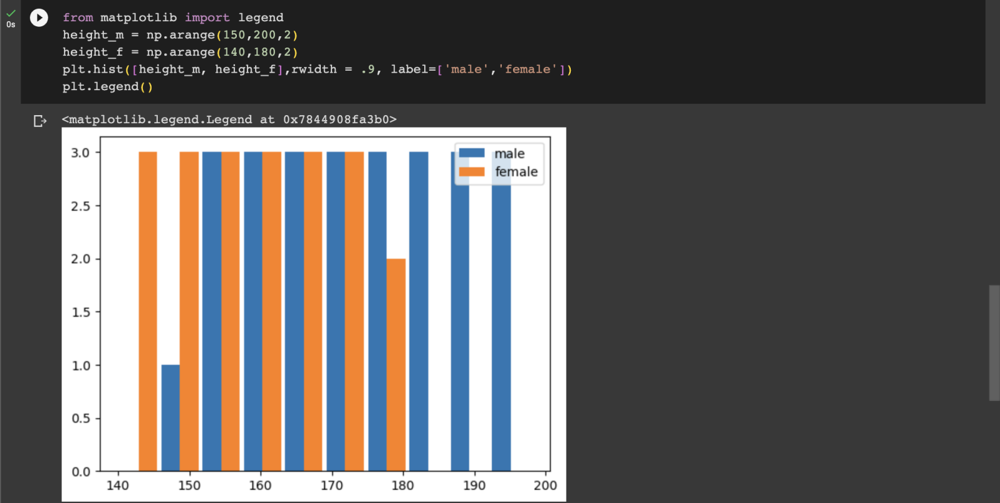 0s
from matplotlib import legend
height_m = np.arange(150,200,2)
height_f = np.arange(140,180,2)
plt.hist([height_m, height_f],rwidth = .9, label=['male','female'])
plt.legend()
<matplotlib.legend.Legend at 0x7844908fa3b0>
male
female
3.0
2.5
2.0
1.5
1.0
0.5
0.0
140 150 160 170 180 190 200